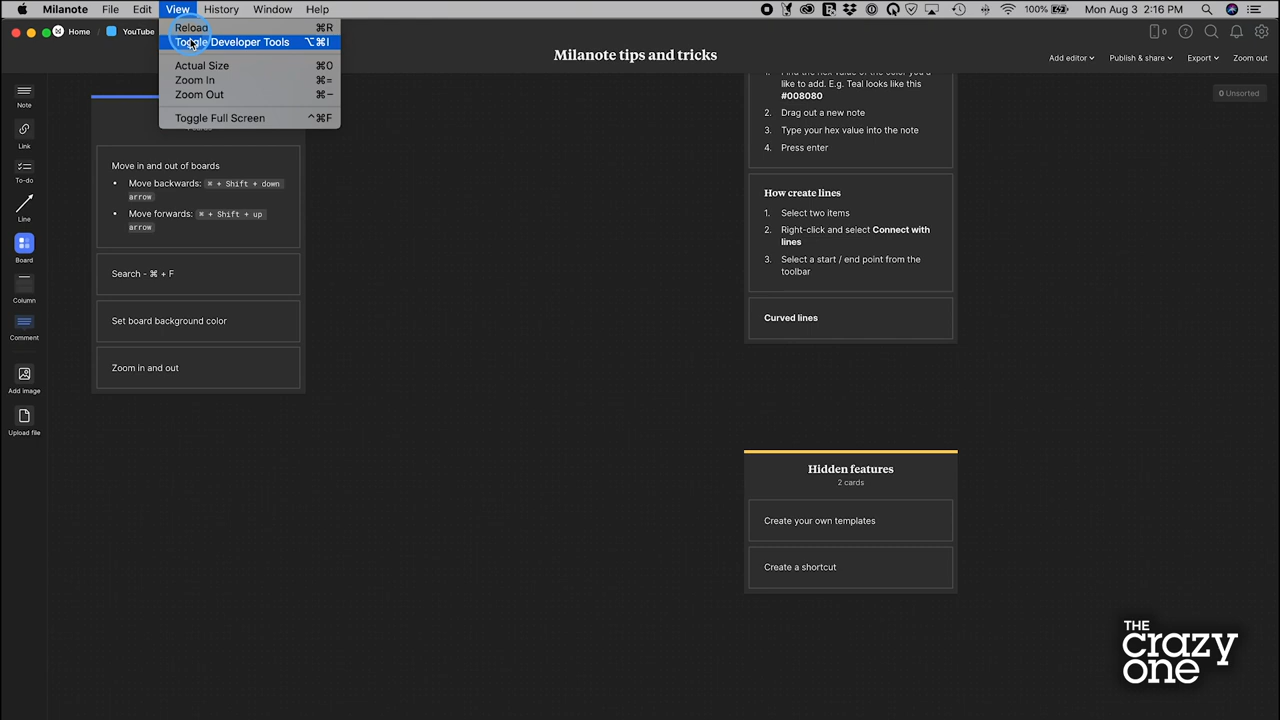 Milanote File Edit View History Window Help
100% Mon Aug 3 2:16 PM
Home YouTube
Reload ⌘R
Toggle Developer Tools ⌥⌘I
Actual Size ⌘0
Zoom In ⌘=
Zoom Out ⌘–
Toggle Full Screen ^⌘F
Milanote tips and tricks
0
Add editor Publish & share Export Zoom out
0 Unsorted
Note
Link
To-do
Line
Board
Column
Comment
Add image
Upload file
Move in and out of boards
• Move backwards: ⌘ + Shift + down
arrow
• Move forwards: ⌘ + Shift + up
arrow
Search - ⌘ + F
Set board background color
Zoom in and out
like to add. E.g. Teal looks like this
#008080
2. Drag out a new note
3. Type your hex value into the note
4. Press enter
How create lines
1. Select two items
2. Right-click and select Connect with
lines
3. Select a start / end point from the
toolbar
Curved lines
Hidden features
2 cards
Create your own templates
Create a shortcut
THE
crazy
one